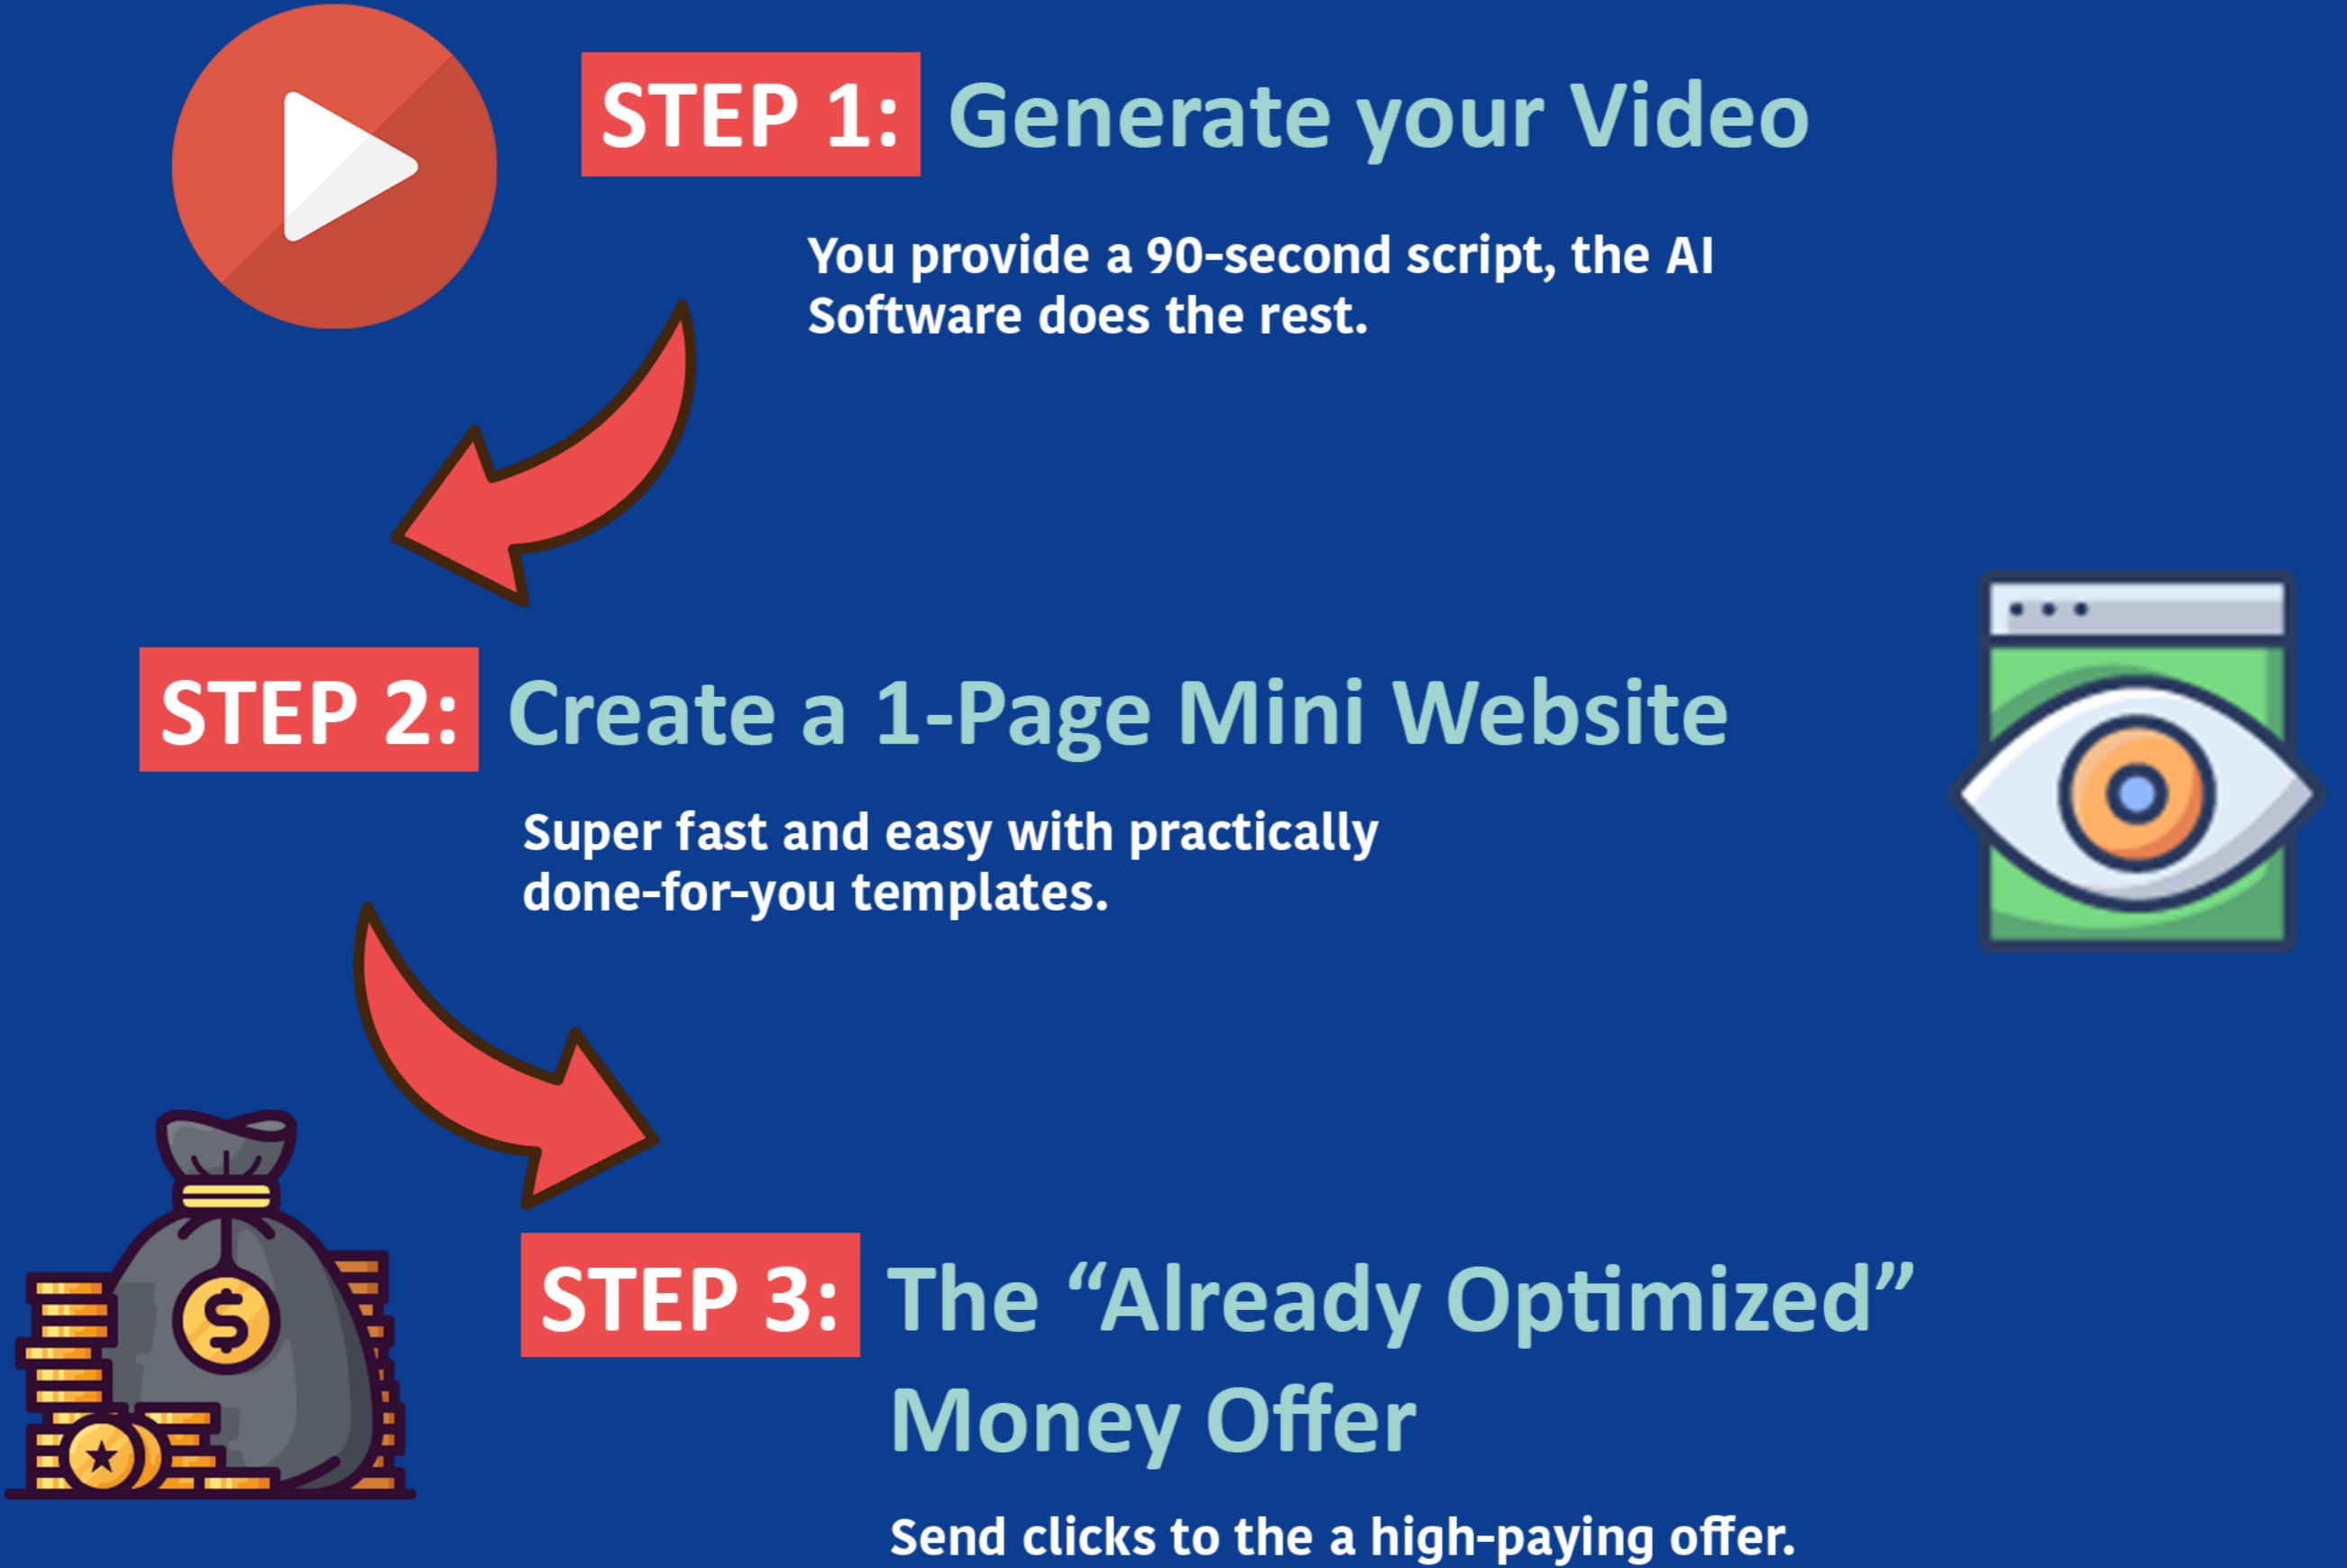 STEP 1: Generate your Video
You provide a 90-second script, the AI
Software does the rest.
STEP 2: Create a 1-Page Mini Website
Super fast and easy with practically
done-for-you templates.
STEP 3: The “Already Optimized”
Money Offer
Send clicks to the a high-paying offer.